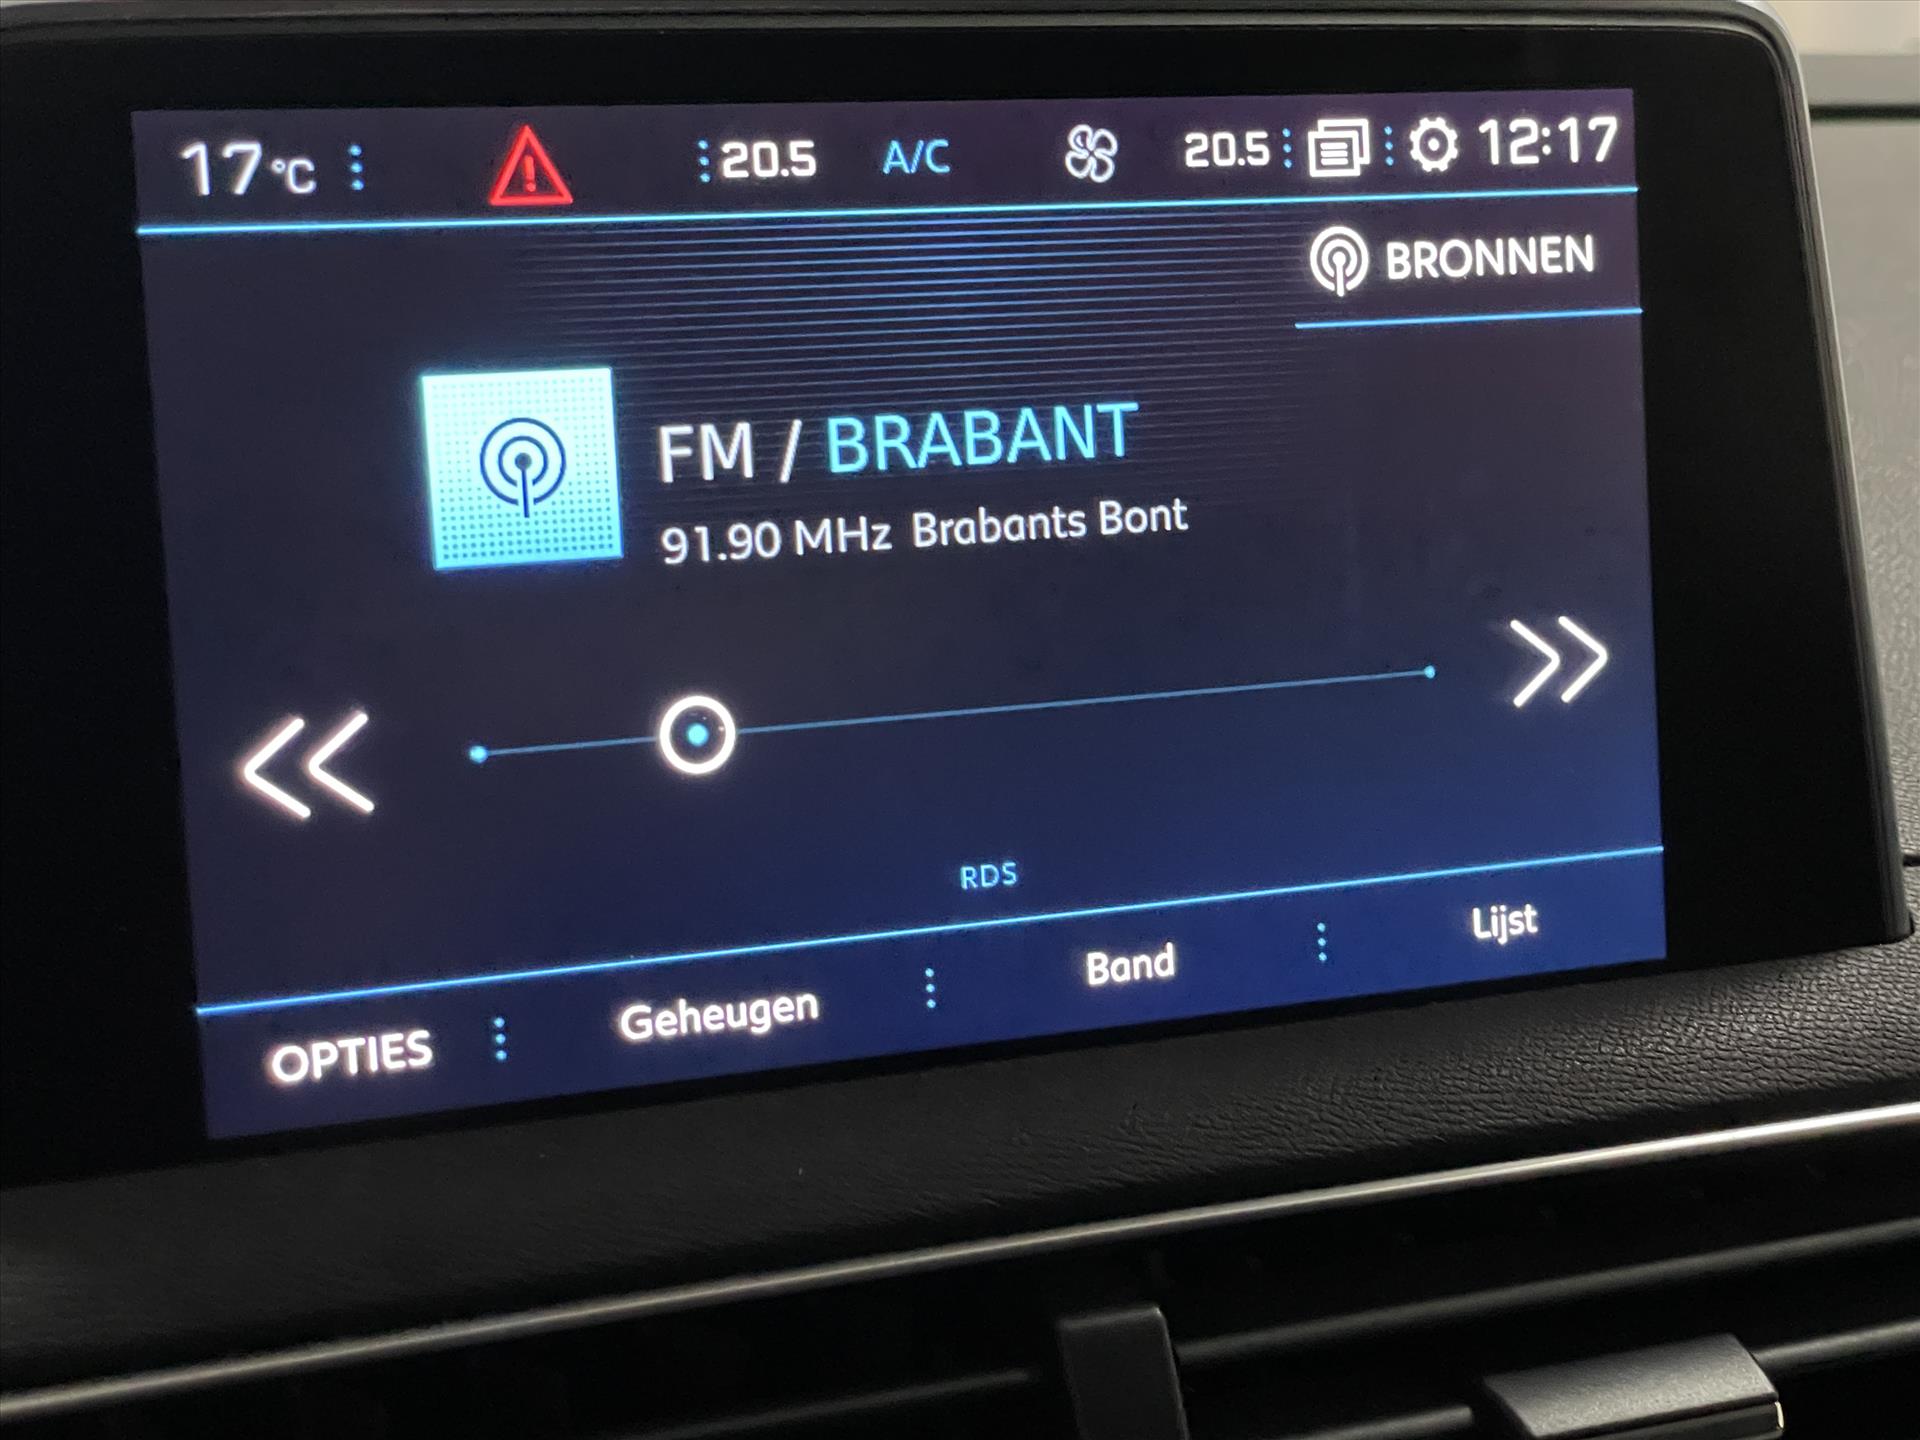 17°C 20.5 A/C 20.5 12:17
BRONNEN
FM / BRABANT
91.90 MHz Brabants Bont
RDS
OPTIES Geheugen Band Lijst